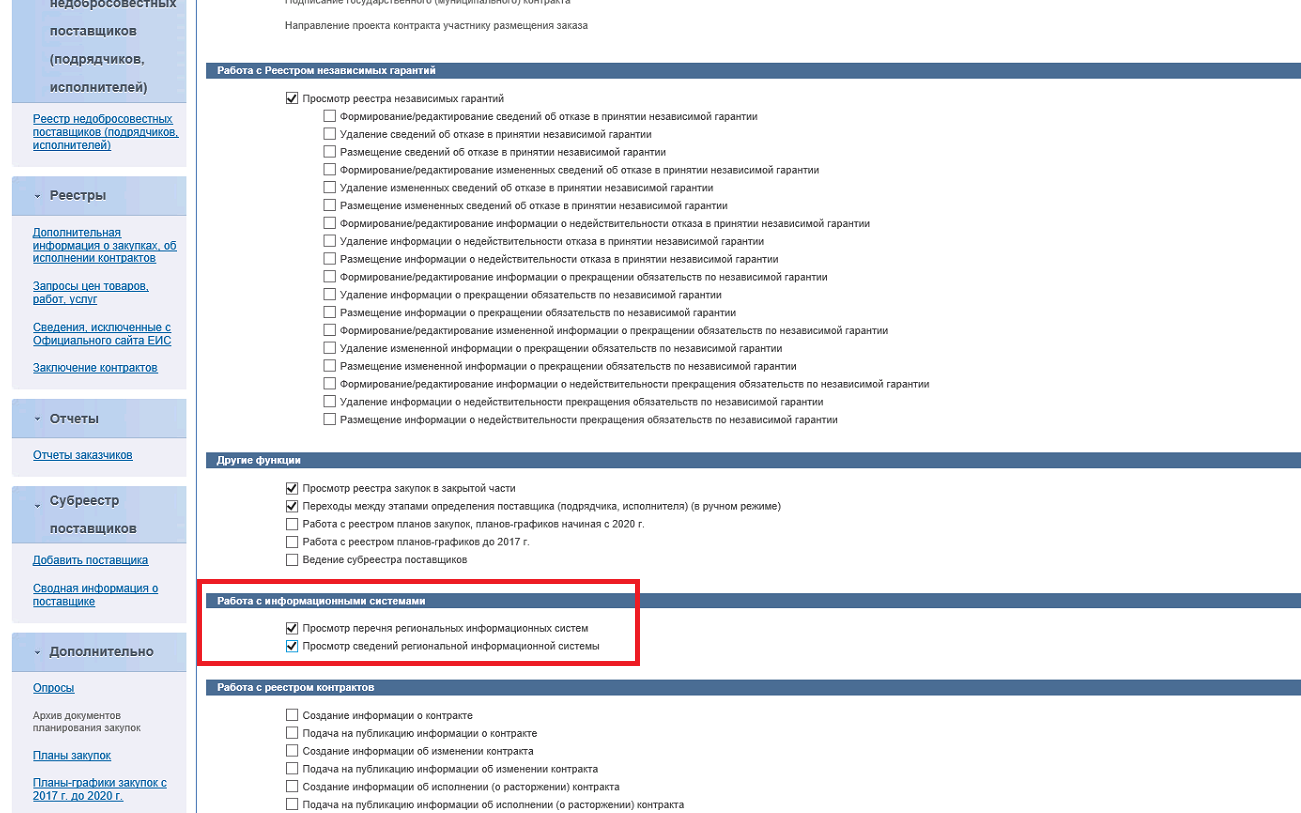 недобросовестных
поставщиков
(подрядчиков,
исполнителей)
Реестр недобросовестных
поставщиков (подрядчиков,
исполнителей)
Реестры
Дополнительная
информация о закупках, об
исполнении контрактов
Запросы цен товаров,
работ, услуг
Сведения, исключенные с
Официального сайта ЕИС
Заключение контрактов
Отчеты
Отчеты заказчиков
Субреестр
поставщиков
Добавить поставщика
Сводная информация о
поставщике
Дополнительно
Опросы
Архив документов
планирования закупок
Планы закупок
Планы-графики закупок с
2017 г. до 2020 г.
Подписание государственного (муниципального) контракта
Направление проекта контракта участнику размещения заказа
Работа с Реестром независимых гарантий
Просмотр реестра независимых гарантий
Формирование/редактирование сведений об отказе в принятии независимой гарантии
Удаление сведений об отказе в принятии независимой гарантии
Размещение сведений об отказе в принятии независимой гарантии
Формирование/редактирование измененных сведений об отказе в принятии независимой гарантии
Удаление измененных сведений об отказе в принятии независимой гарантии
Размещение измененных сведений об отказе в принятии независимой гарантии
Формирование/редактирование информации о недействительности отказа в принятии независимой гарантии
Удаление информации о недействительности отказа в принятии независимой гарантии
Размещение информации о недействительности отказа в принятии независимой гарантии
Формирование/редактирование информации о прекращении обязательств по независимой гарантии
Удаление информации о прекращении обязательств по независимой гарантии
Размещение информации о прекращении обязательств по независимой гарантии
Формирование/редактирование измененной информации о прекращении обязательств по независимой гарантии
Удаление измененной информации о прекращении обязательств по независимой гарантии
Размещение измененной информации о прекращении обязательств по независимой гарантии
Формирование/редактирование информации о недействительности прекращения обязательств по независимой гарантии
Удаление информации о недействительности прекращения обязательств по независимой гарантии
Размещение информации о недействительности прекращения обязательств по независимой гарантии
Другие функции
Просмотр реестра закупок в закрытой части
Переходы между этапами определения поставщика (подрядчика, исполнителя) (в ручном режиме)
Работа с реестром планов закупок, планов-графиков начиная с 2020 г.
Работа с реестром планов-графиков до 2017 г.
Ведение субреестра поставщиков
Работа с информационными системами
Просмотр перечня региональных информационных систем
Просмотр сведений региональной информационной системы
Работа с реестром контрактов
Создание информации о контракте
Подача на публикацию информации о контракте
Создание информации об изменении контракта
Подача на публикацию информации об изменении контракта
Создание информации об исполнении (о расторжении) контракта
Подача на публикацию информации об исполнении (о расторжении) контракта